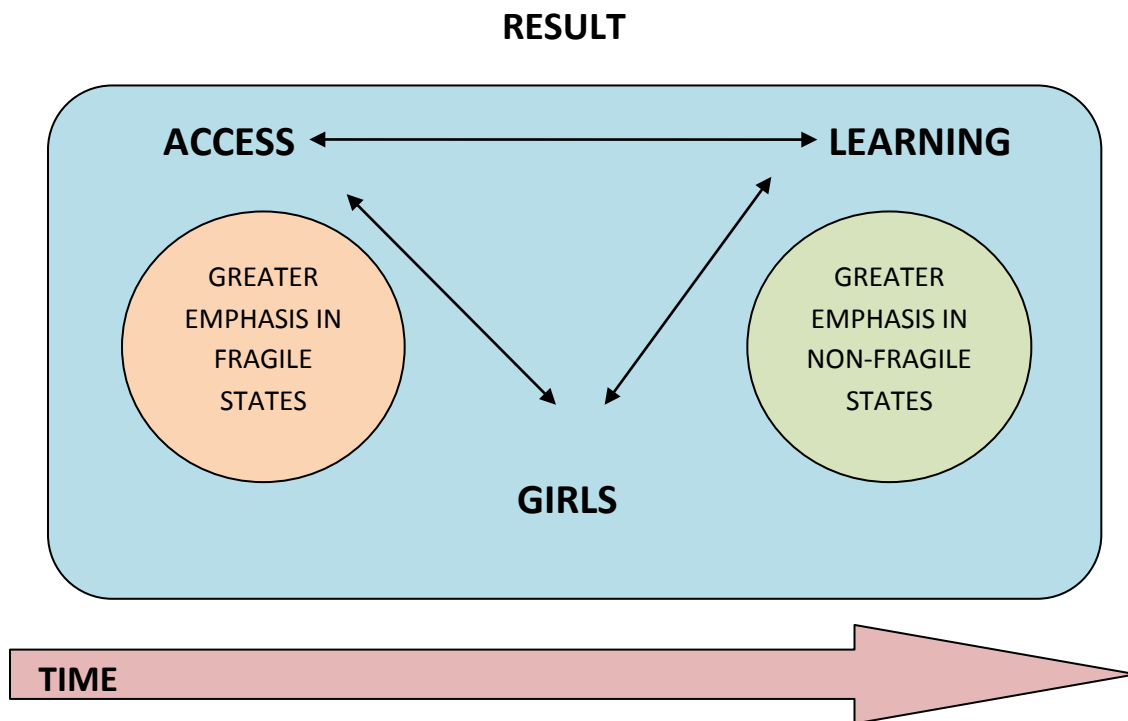 RESULT
ACCESS
LEARNING
GREATER
EMPHASIS IN
FRAGILE
STATES
GREATER
EMPHASIS IN
NON-FRAGILE
STATES
GIRLS
TIME